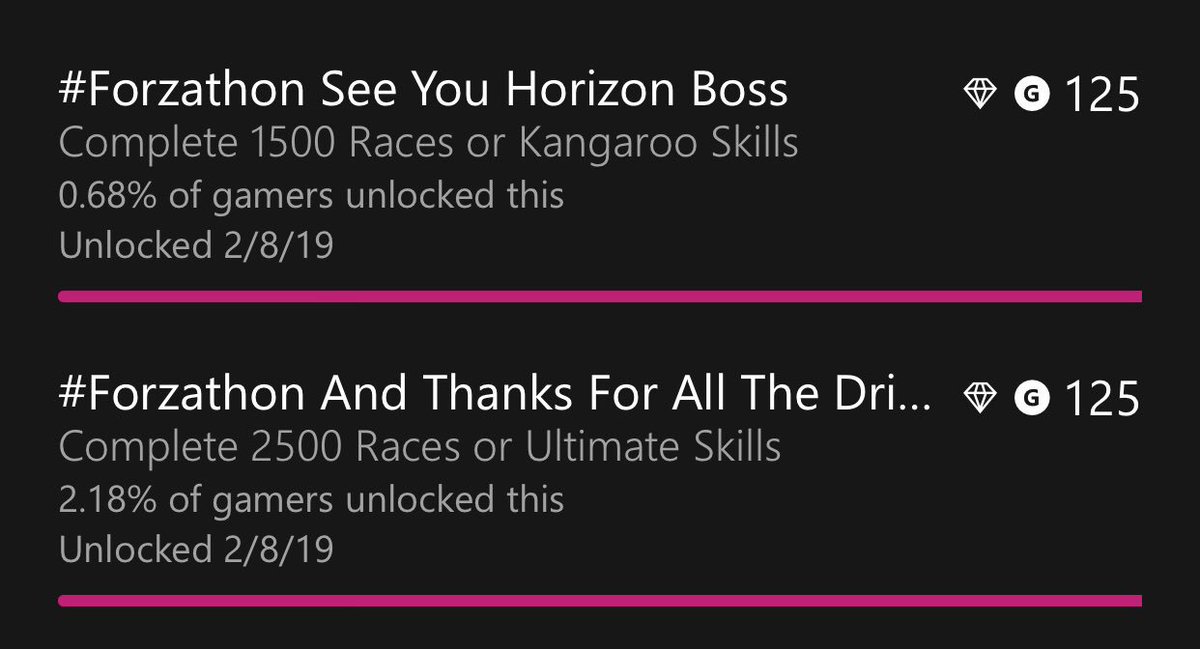 #Forzathon See You Horizon Boss
G 125
Complete 1500 Races or Kangaroo Skills
0.68% of gamers unlocked this
Unlocked 2/8/19
#Forzathon And Thanks For All The Dri...
G 125
Complete 2500 Races or Ultimate Skills
2.18% of gamers unlocked this
Unlocked 2/8/19